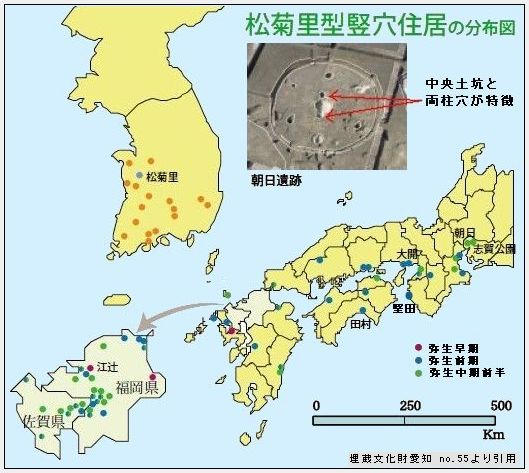 松菊里型竪穴住居の分布図
中央土坑と
両柱穴が特徴
朝日遺跡
松菊里
朝日
志賀公園
大開
堅田
田村
江辻
福岡県
佐賀県
弥生早期
弥生前期
弥生中期前半
0 250 500
Km
埋蔵文化財愛知 no.55より引用